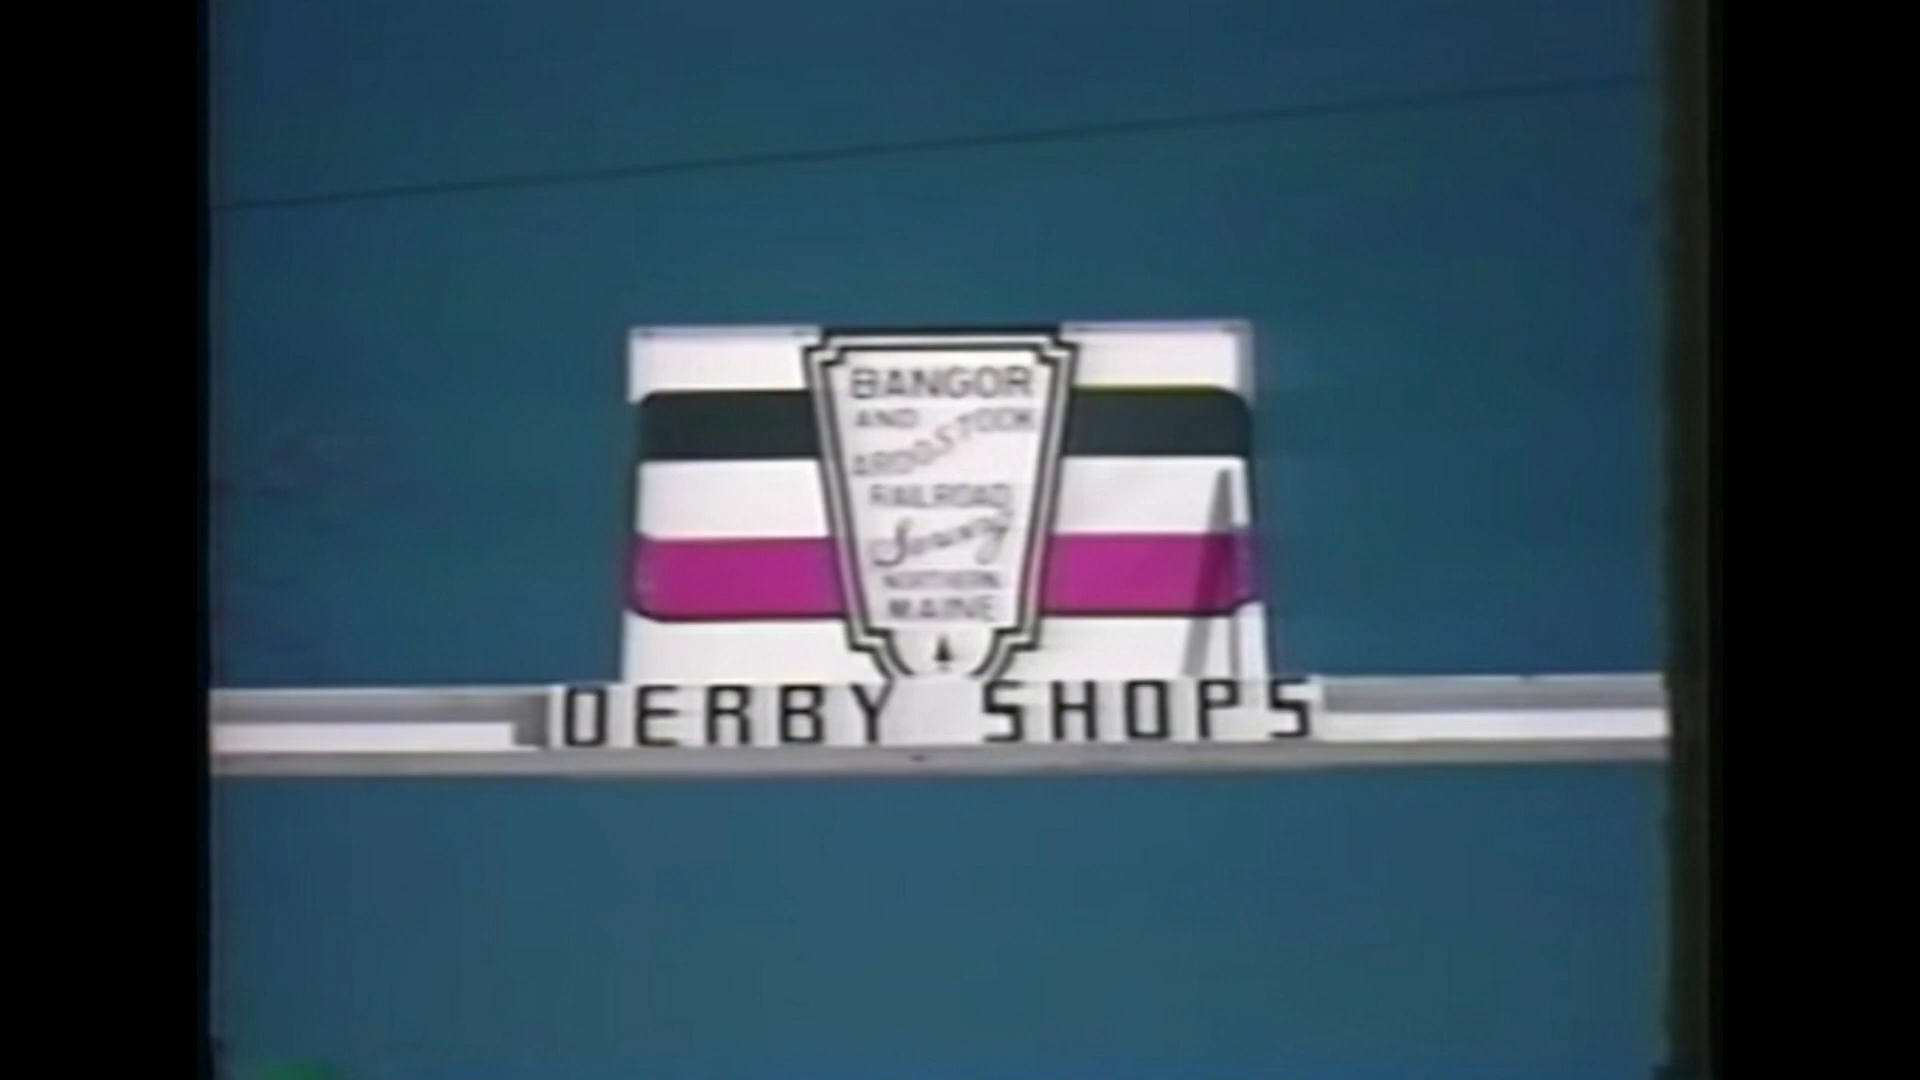 BANGOR
AND
AROOSTOOK
RAILROAD
Serving
NORTHERN
MAINE
DERBY SHOPS